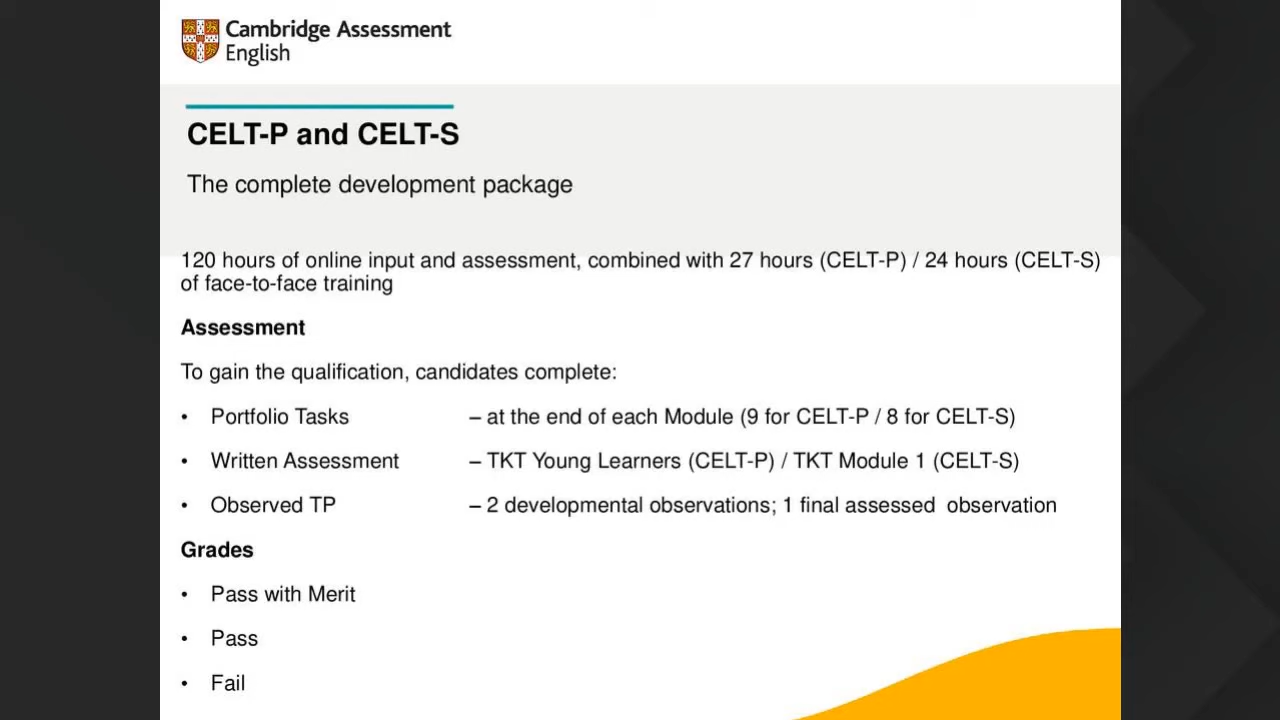 Cambridge Assessment
English
CELT-P and CELT-S
The complete development package
120 hours of online input and assessment, combined with 27 hours (CELT-P) / 24 hours (CELT-S)
of face-to-face training
Assessment
To gain the qualification, candidates complete:
• Portfolio Tasks – at the end of each Module (9 for CELT-P / 8 for CELT-S)
• Written Assessment – TKT Young Learners (CELT-P) / TKT Module 1 (CELT-S)
• Observed TP – 2 developmental observations; 1 final assessed observation
Grades
• Pass with Merit
• Pass
• Fail